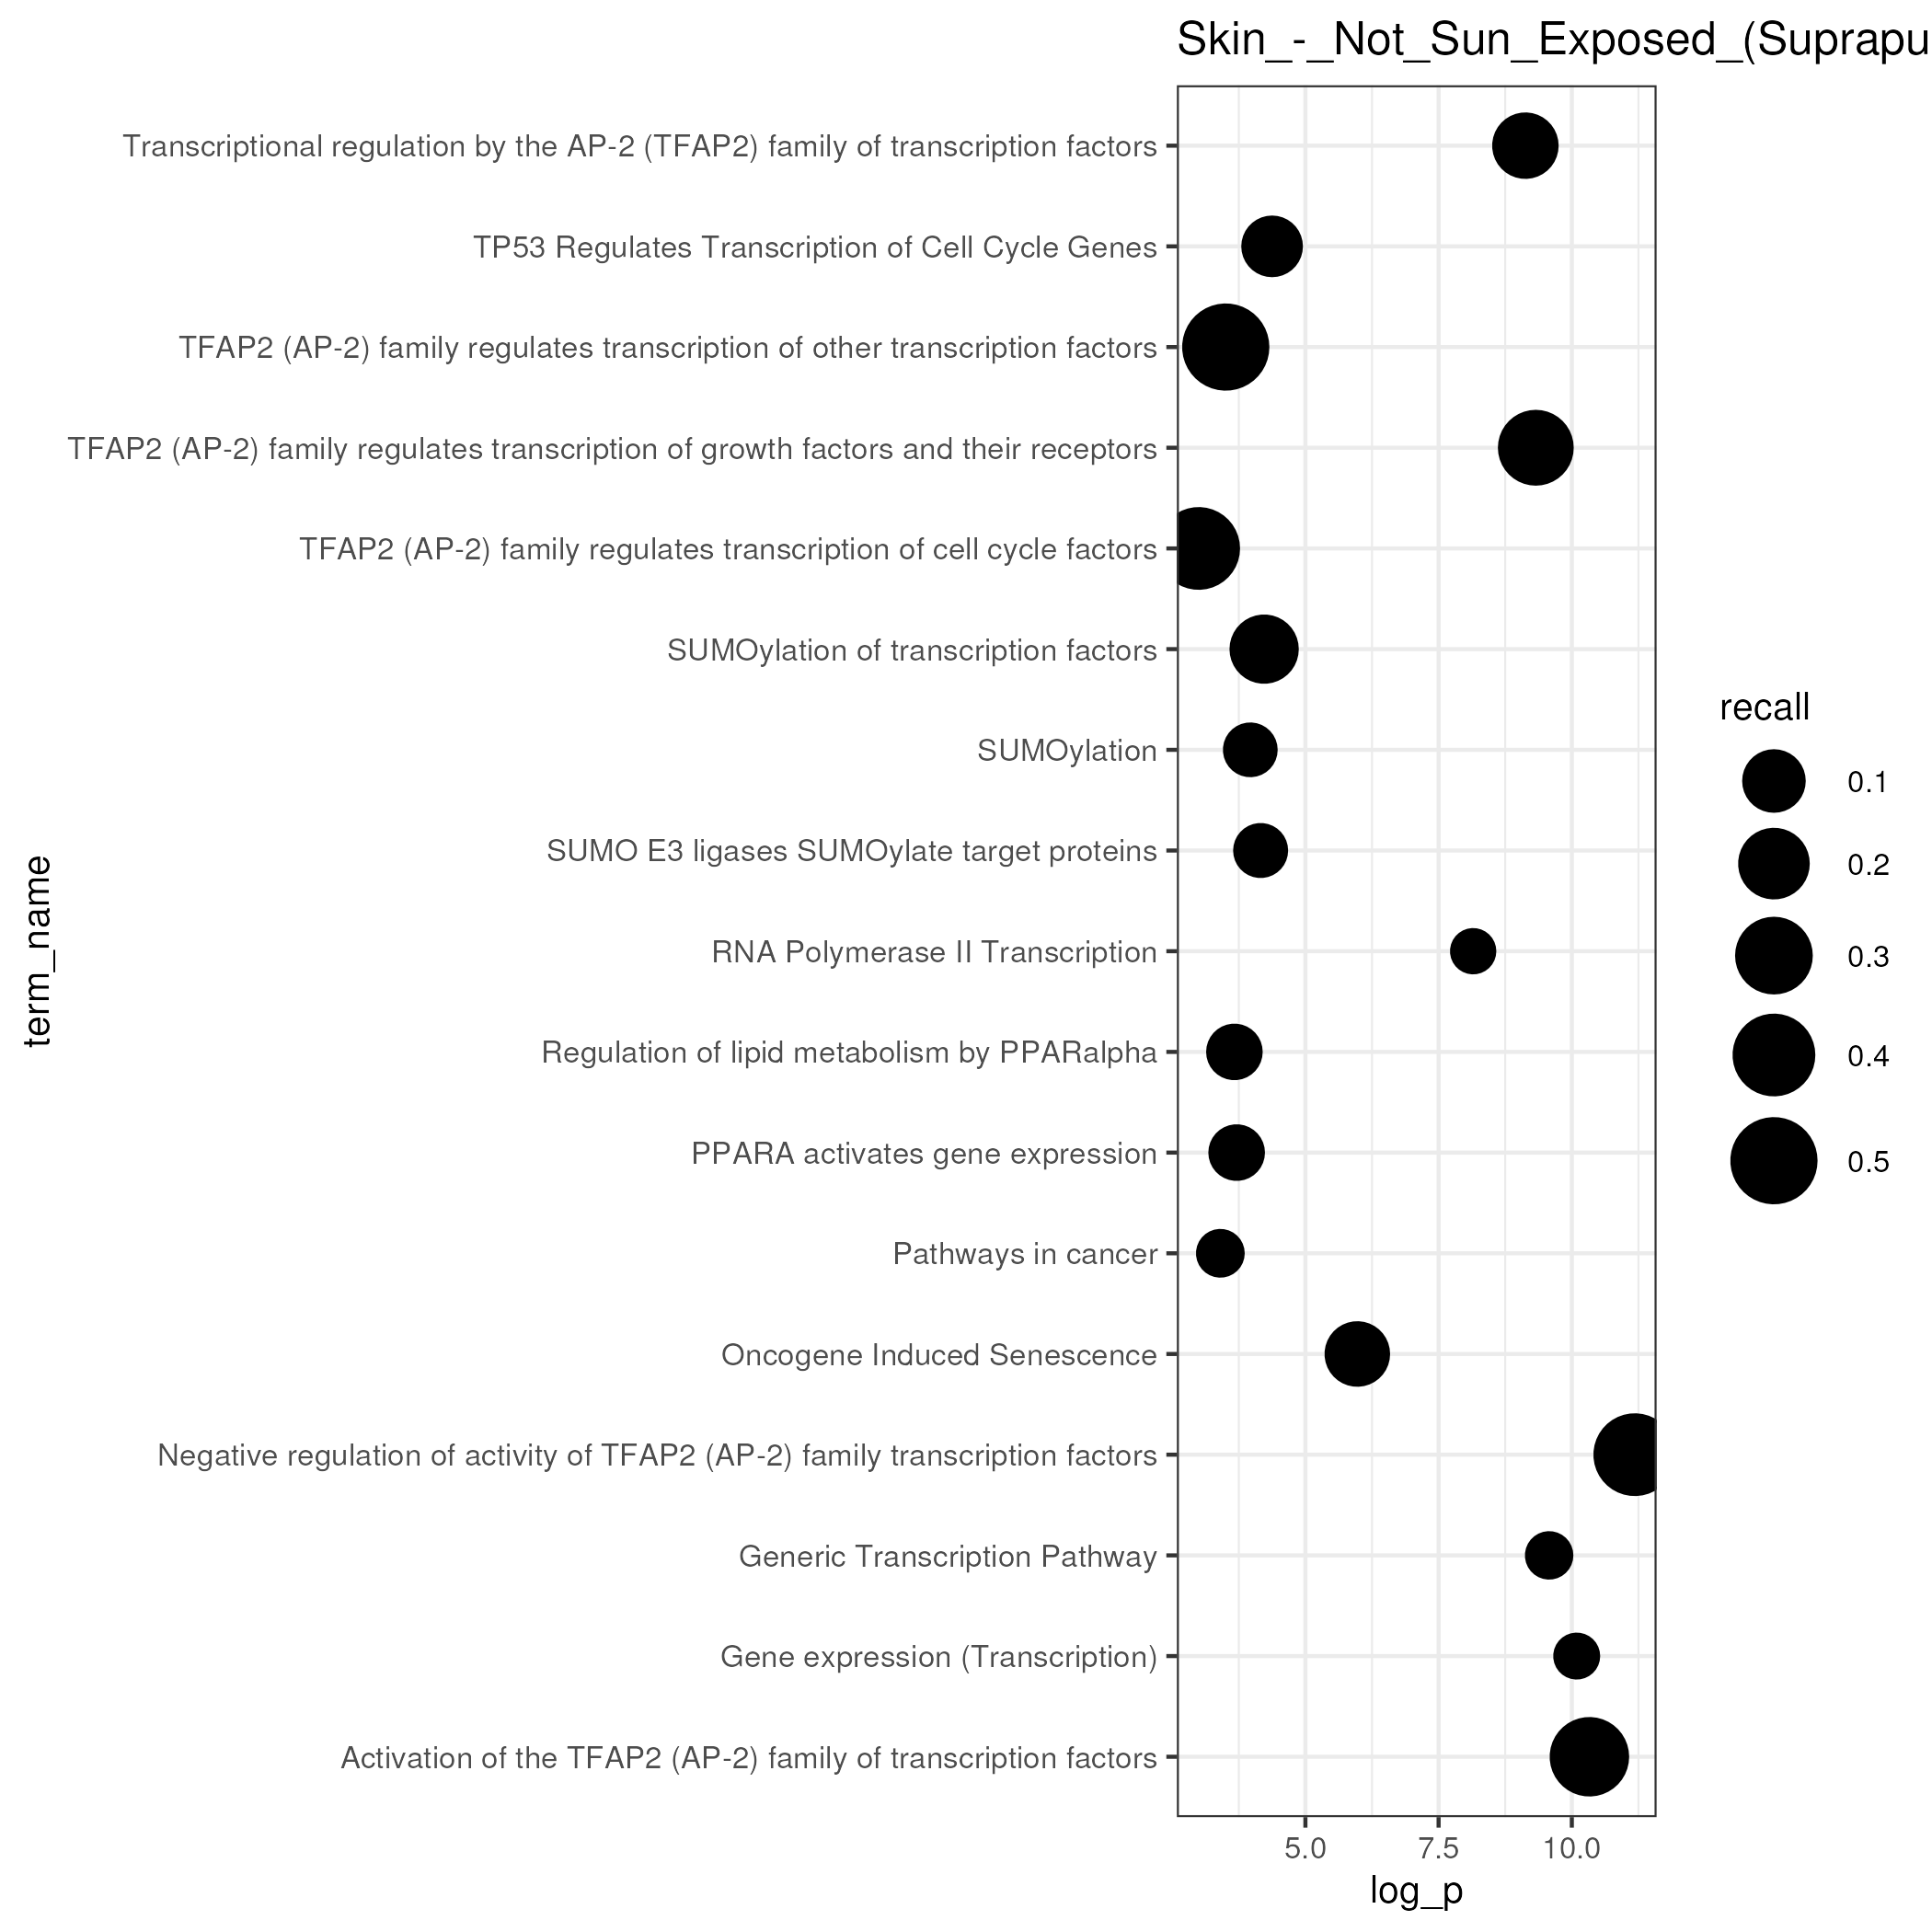 Skin_-_Not_Sun_Exposed_(Suprapu
Transcriptional regulation by the AP-2 (TFAP2) family of transcription factors
TP53 Regulates Transcription of Cell Cycle Genes
TFAP2 (AP-2) family regulates transcription of other transcription factors
TFAP2 (AP-2) family regulates transcription of growth factors and their receptors
TFAP2 (AP-2) family regulates transcription of cell cycle factors
SUMOylation of transcription factors
SUMOylation
SUMO E3 ligases SUMOylate target proteins
RNA Polymerase II Transcription
Regulation of lipid metabolism by PPARalpha
PPARA activates gene expression
Pathways in cancer
Oncogene Induced Senescence
Negative regulation of activity of TFAP2 (AP-2) family transcription factors
Generic Transcription Pathway
Gene expression (Transcription)
Activation of the TFAP2 (AP-2) family of transcription factors
term_name
5.0 7.5 10.0
log_p
recall
0.1
0.2
0.3
0.4
0.5